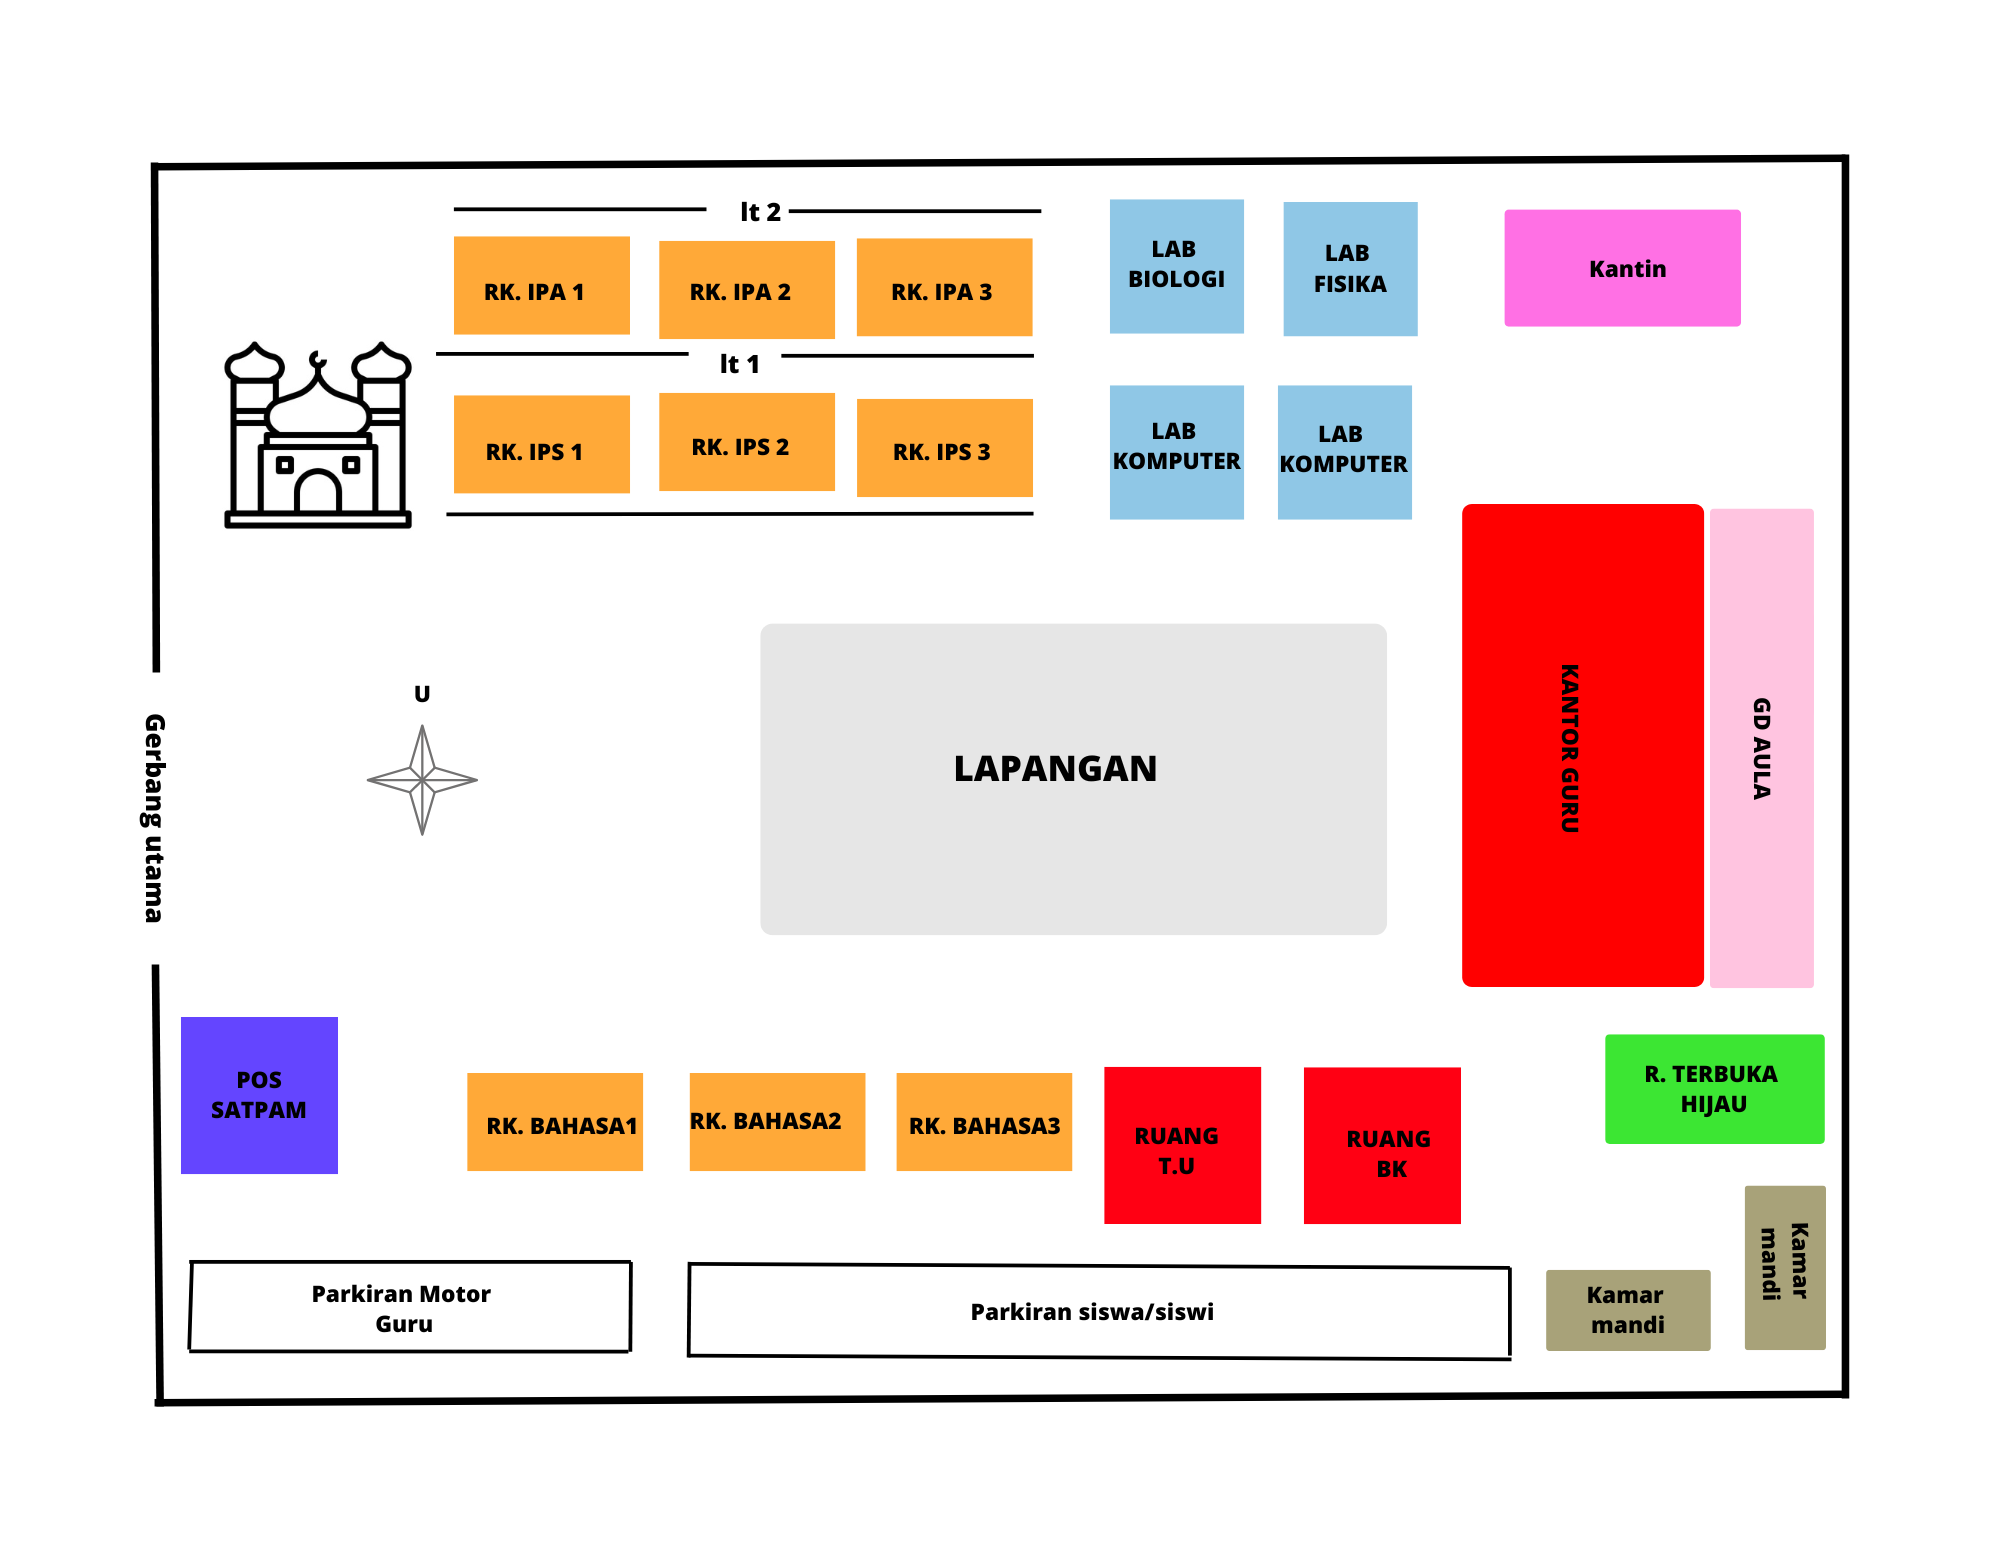 lt 2
RK. IPA 1
RK. IPA 2
RK. IPA 3
LAB
BIOLOGI
LAB
FISIKA
Kantin
lt 1
RK. IPS 1
RK. IPS 2
RK. IPS 3
LAB
KOMPUTER
LAB
KOMPUTER
U
Gerbang utama
LAPANGAN
KANTOR GURU
GD AULA
POS
SATPAM
RK. BAHASA1
RK. BAHASA2
RK. BAHASA3
RUANG
T.U
RUANG
BK
R. TERBUKA
HIJAU
Parkiran Motor
Guru
Parkiran siswa/siswi
Kamar
mandi
Kamar
mandi